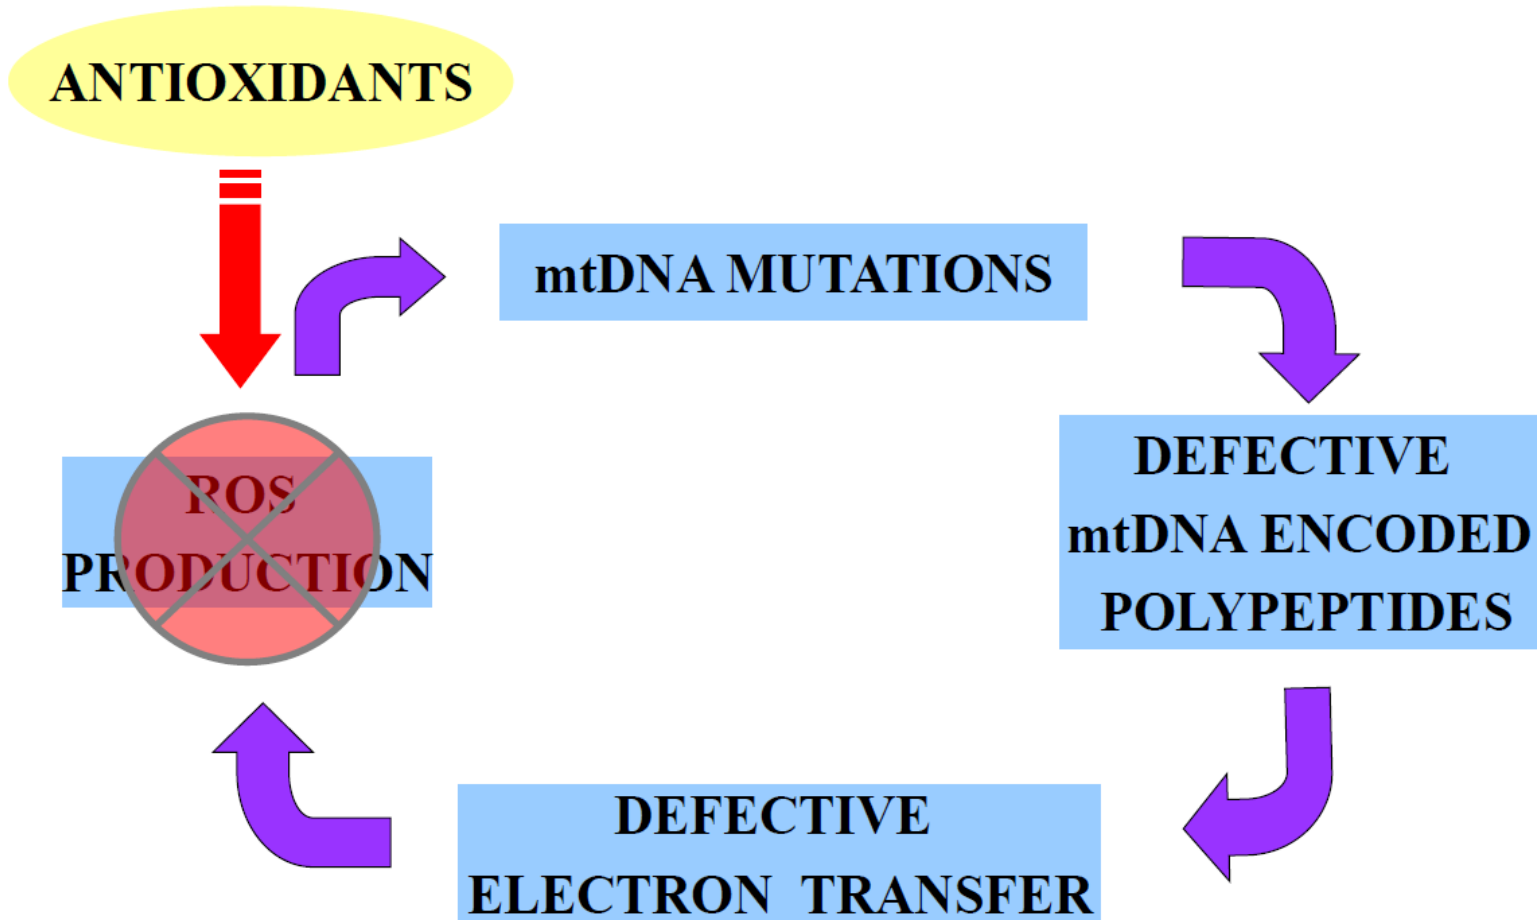 ANTIOXIDANTS
mtDNA MUTATIONS
DEFECTIVE
mtDNA ENCODED
POLYPEPTIDES
DEFECTIVE
ELECTRON TRANSFER
ROS
PRODUCTION